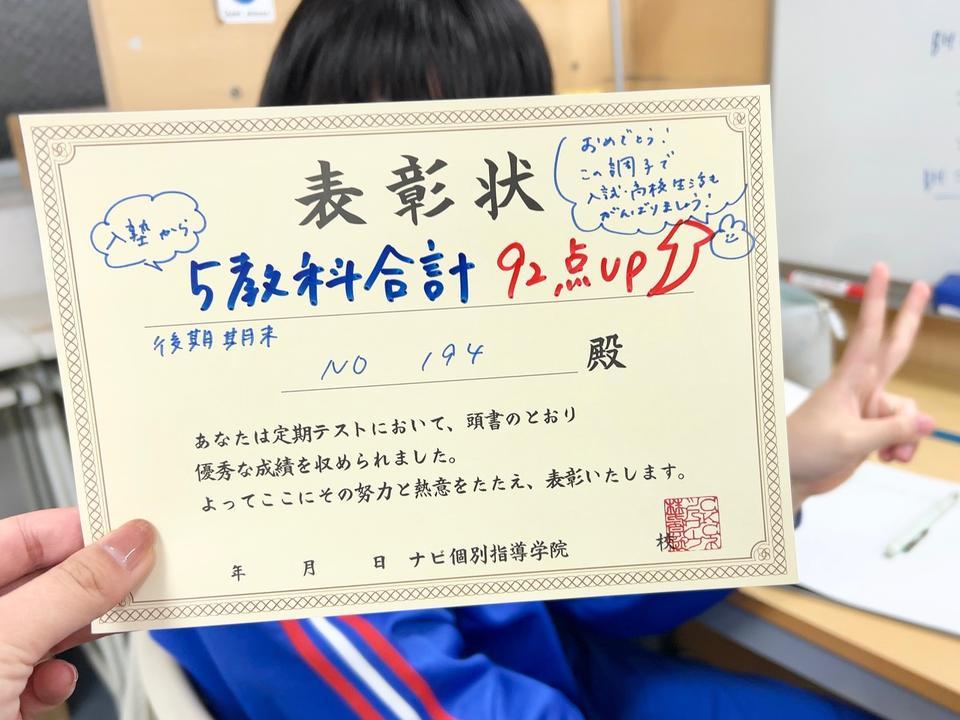 表彰状
おめでとう!
この調子で
入試・高校生活も
がんばりましょう!
入塾から
5教科合計 92点UP
後期期末
NO 194 殿
あなたは定期テストにおいて、頭書のとおり
優秀な成績を収められました。
よってここにその努力と熱意をたたえ、表彰いたします。
年 月 日 ナビ個別指導学院